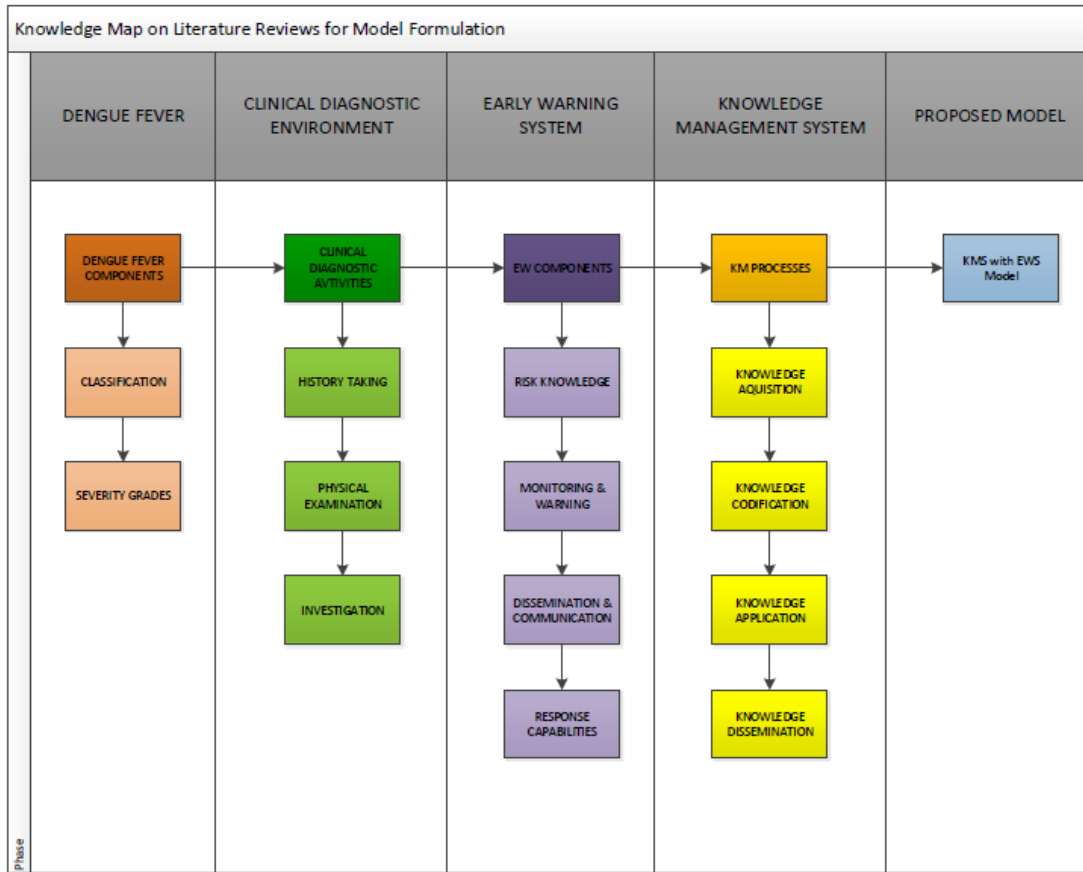 Knowledge Map on Literature Reviews for Model Formulation
DENGUE FEVER
CLINICAL DIAGNOSTIC
ENVIRONMENT
EARLY WARNING
SYSTEM
KNOWLEDGE
MANAGEMENT SYSTEM
PROPOSED MODEL
DENGUE FEVER
COMPONENTS
CLINICAL
DIAGNOSTIC
AVTIVITIES
EW COMPONENTS
KM PROCESSES
KMS with EWS
Model
CLASSIFICATION
HISTORY TAKING
RISK KNOWLEDGE
KNOWLEDGE
AQUISITION
SEVERITY GRADES
PHYSICAL
EXAMINATION
MONITORING &
WARNING
KNOWLEDGE
CODIFICATION
INVESTIGATION
DISSEMINATION &
COMMUNICATION
KNOWLEDGE
APPLICATION
RESPONSE
CAPABILITIES
KNOWLEDGE
DISSEMINATION
Phase